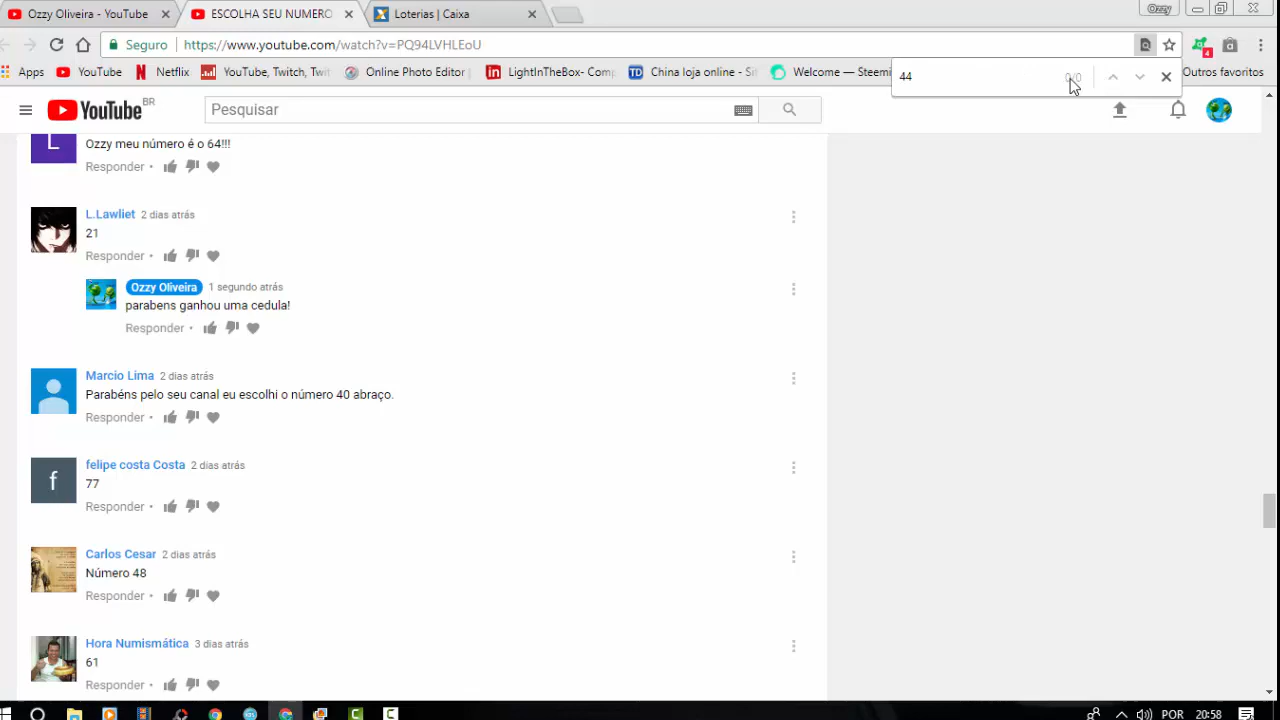 Ozzy Oliveira - YouTube
ESCOLHA SEU NUMERO
Loterias | Caixa
Ozzy
Seguro
https://www.youtube.com/watch?v=PQ94LVHLEoU
Apps
YouTube
Netflix
YouTube, Twitch, Twit
Online Photo Editor
LightInTheBox- Comp
China loja online - Sit
Welcome — Steemi
Outros favoritos
44
0/0
YouTube BR
Pesquisar
L
Ozzy meu número é o 64!!!
Responder •
L.Lawliet 2 dias atrás
21
Responder •
Ozzy Oliveira 1 segundo atrás
parabens ganhou uma cedula!
Responder •
Marcio Lima 2 dias atrás
Parabéns pelo seu canal eu escolhi o número 40 abraço.
Responder •
f
felipe costa Costa 2 dias atrás
77
Responder •
Carlos Cesar 2 dias atrás
Número 48
Responder •
Hora Numismática 3 dias atrás
61
Responder •
POR 20:58